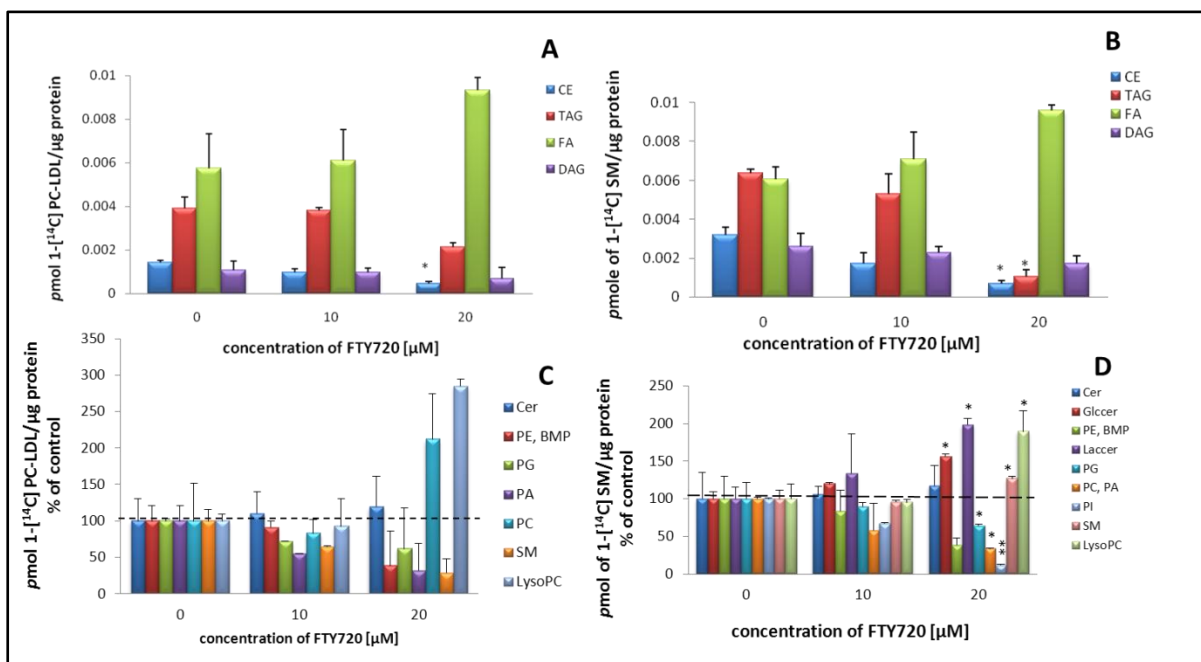 A
pmol 1-[¹⁴C] PC-LDL/µg protein
0.01
0.008
0.006
0.004
0.002
0
CE
TAG
FA
DAG
*
0 10 20
concentration of FTY720 [µM]
B
pmole of 1-[¹⁴C] SM/µg protein
0.01
0.008
0.006
0.004
0.002
0
CE
TAG
FA
DAG
* *
0 10 20
concentration of FTY720 [µM]
C
pmol 1-[¹⁴C] PC-LDL/µg protein
% of control
350
300
250
200
150
100
50
0
Cer
PE, BMP
PG
PA
PC
SM
LysoPC
0 10 20
concentration of FTY720 [µM]
D
pmol of 1-[¹⁴C] SM/µg protein
% of control
250
200
150
100
50
0
Cer
Glccer
PE, BMP
Laccer
PG
PC, PA
PI
SM
LysoPC
* * * * ** * *
0 10 20
concentration of FTY720 [µM]